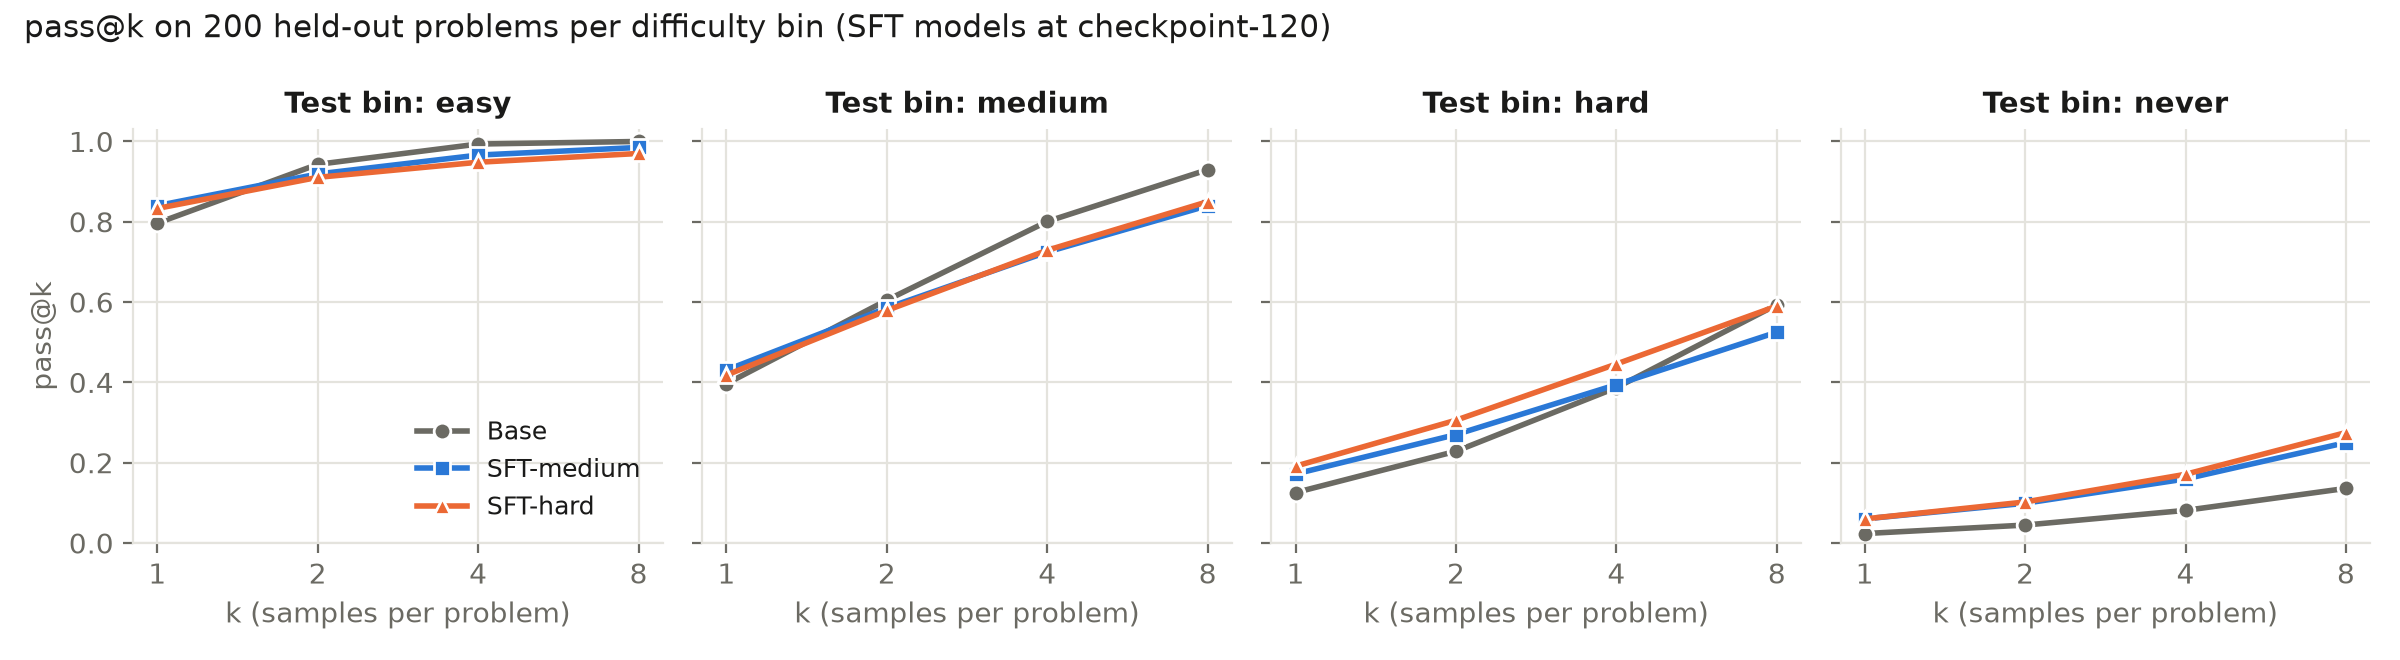 pass@k on 200 held-out problems per difficulty bin (SFT models at checkpoint-120)
Test bin: easy
Test bin: medium
Test bin: hard
Test bin: never
pass@k
1.0
0.8
0.6
0.4
0.2
0.0
Base
SFT-medium
SFT-hard
1 2 4 8
1 2 4 8
1 2 4 8
1 2 4 8
k (samples per problem)
k (samples per problem)
k (samples per problem)
k (samples per problem)